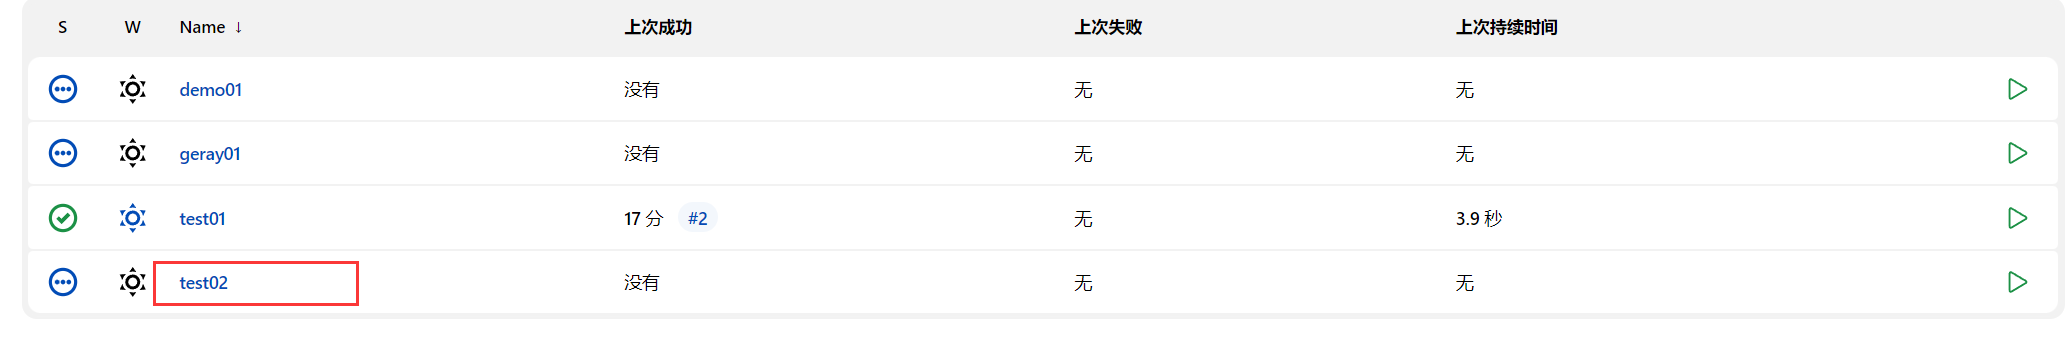 S W Name ↓ 上次成功 上次失败 上次持续时间
demo01 没有 无 无
geray01 没有 无 无
test01 17 分 #2 无 3.9 秒
test02 没有 无 无